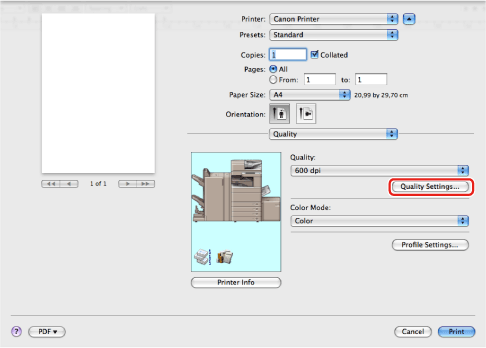 Printer: Canon Printer
Presets: Standard
Copies: 1 Collated
Pages: All
From: 1 to: 1
Paper Size: A4 20,99 by 29,70 cm
Orientation:
Quality
Quality:
600 dpi
Quality Settings...
1 of 1
Color Mode:
Color
Profile Settings...
Printer Info
? PDF Cancel Print